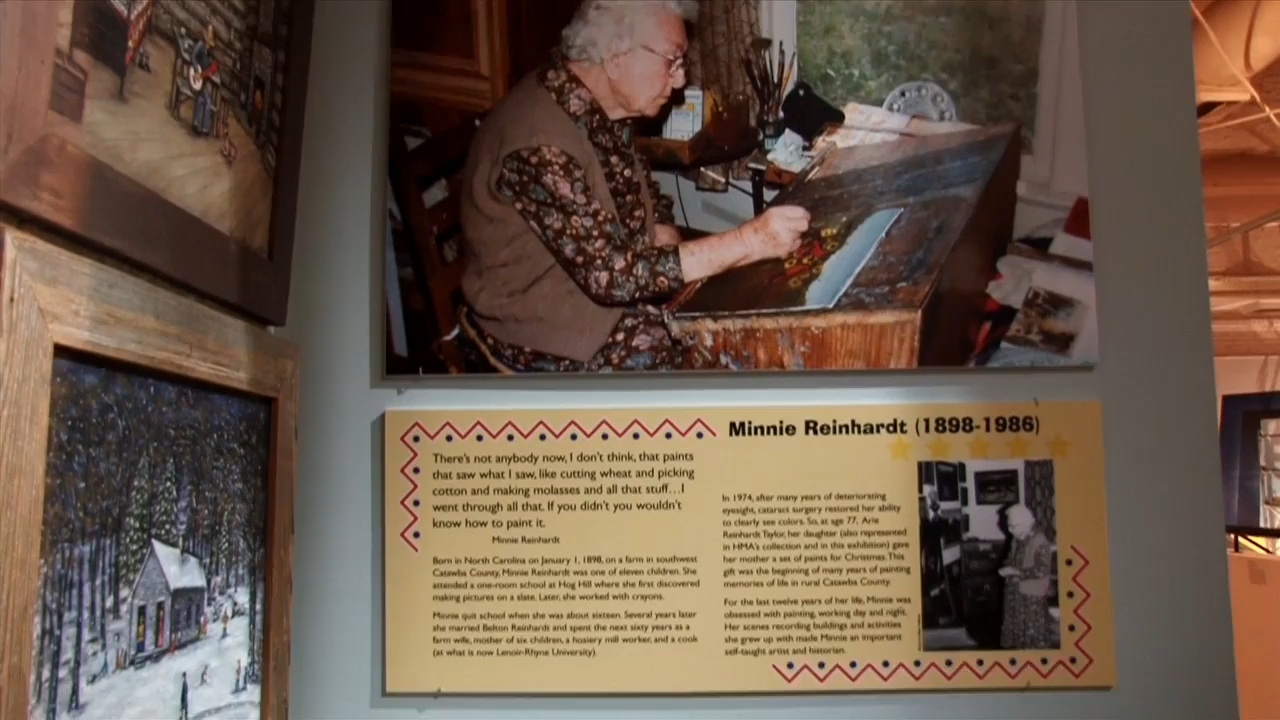 Minnie Reinhardt (1898-1986)
There's not anybody now, I don't think, that paints
that saw what I saw, like cutting wheat and picking
cotton and making molasses and all that stuff…I
went through all that. If you didn't you wouldn't
know how to paint it.
Minnie Reinhardt
Born in North Carolina on January 1, 1898, on a farm in southwest
Catawba County, Minnie Reinhardt was one of eleven children. She
attended a one-room school at Hog Hill where she first discovered
making pictures on a slate. Later, she worked with crayons.
Minnie quit school when she was about sixteen. Several years later
she married Belton Reinhardt and spent the next sixty years as a
farm wife, mother of six children, a hosiery mill worker, and a cook
(at what is now Lenoir-Rhyne University).
In 1974, after many years of deteriorating
eyesight, cataract surgery restored her ability
to clearly see colors. So, at age 77, Arie
Reinhardt Taylor, her daughter (also represented
in HMA's collection and in this exhibition) gave
her mother a set of paints for Christmas. This
gift was the beginning of many years of painting
memories of life in rural Catawba County.
For the last twelve years of her life, Minnie was
obsessed with painting, working day and night.
Her scenes recording buildings and activities
she grew up with made Minnie an important
self-taught artist and historian.